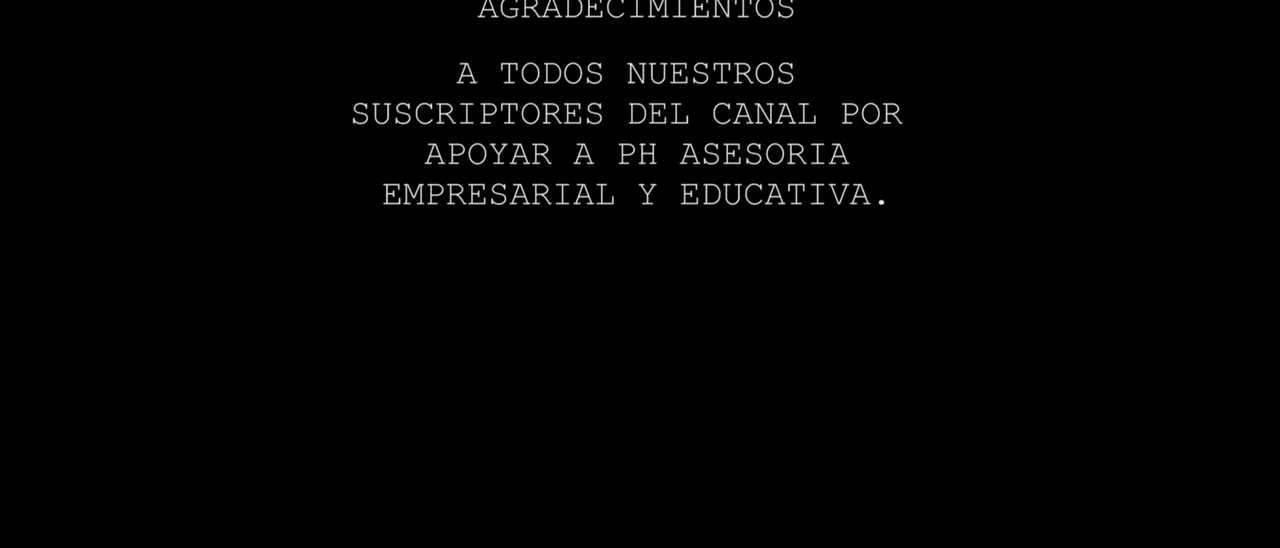 AGRADECIMIENTOS
A TODOS NUESTROS
SUSCRIPTORES DEL CANAL POR
APOYAR A PH ASESORIA
EMPRESARIAL Y EDUCATIVA.